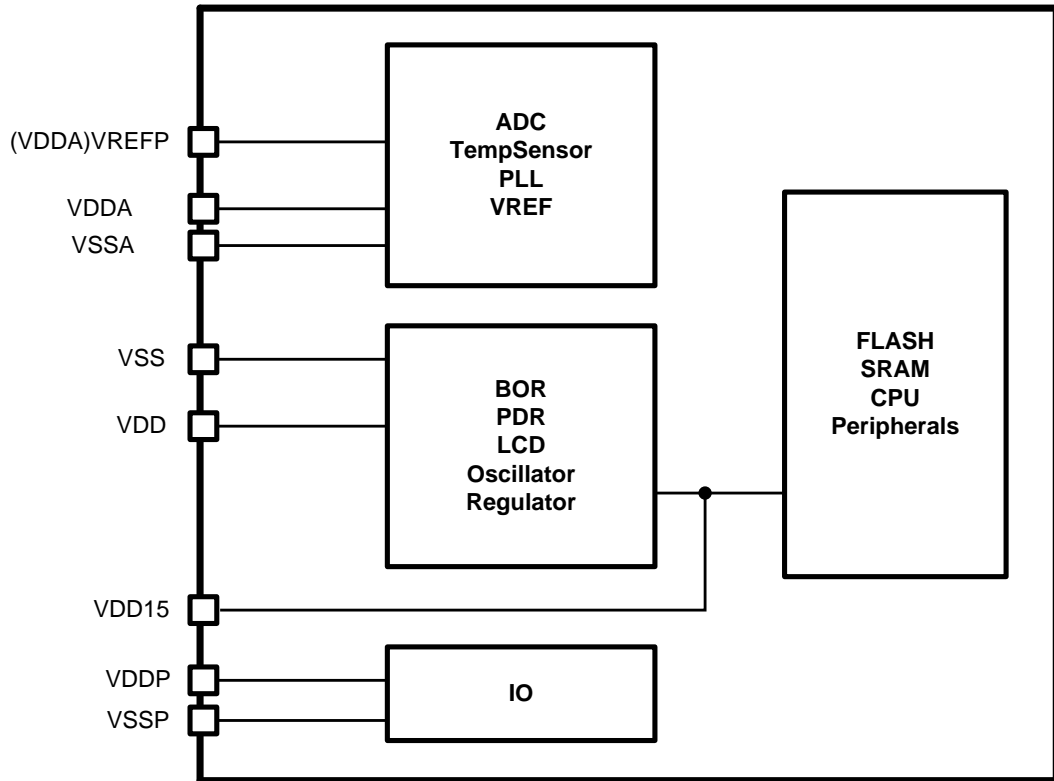 (VDDA)VREFP
VDDA
VSSA
VSS
VDD
VDD15
VDDP
VSSP
ADC
TempSensor
PLL
VREF
BOR
PDR
LCD
Oscillator
Regulator
IO
FLASH
SRAM
CPU
Peripherals